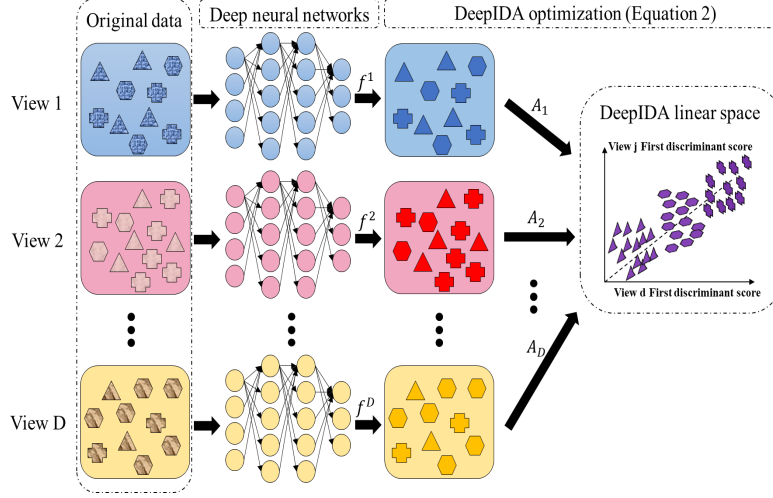 Original data
Deep neural networks
DeepIDA optimization (Equation 2)
View 1
f¹
A₁
DeepIDA linear space
View j First discriminant score
View d First discriminant score
View 2
f²
A₂
View D
f^D
A_D